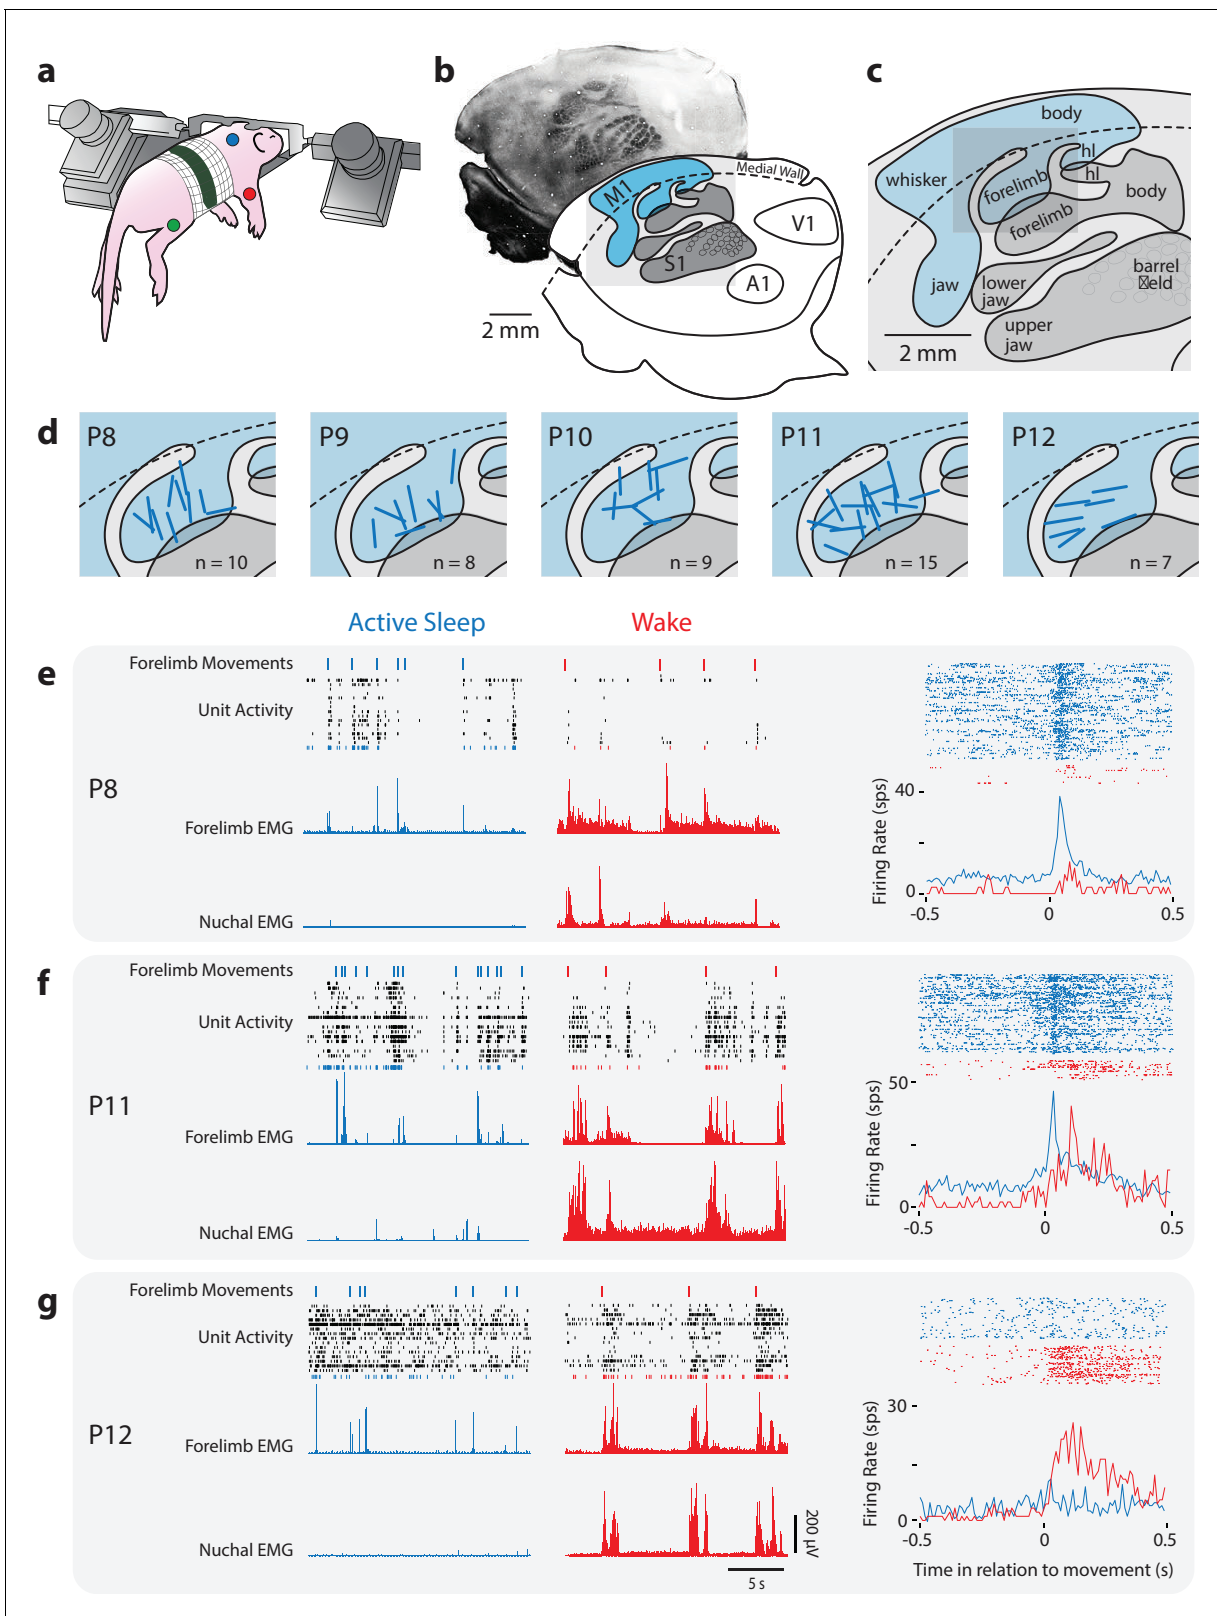 a
b
c
Medial Wall
M1
V1
S1
A1
2 mm
body
hl
hl
whisker
forelimb
forelimb
body
jaw
lower
jaw
barrel
eld
upper
jaw
2 mm
d
P8
n = 10
P9
n = 8
P10
n = 9
P11
n = 15
P12
n = 7
Active Sleep
Wake
e
Forelimb Movements
Unit Activity
P8
Forelimb EMG
Nuchal EMG
Firing Rate (sps)
40
0
-0.5
0
0.5
f
Forelimb Movements
Unit Activity
P11
Forelimb EMG
Nuchal EMG
Firing Rate (sps)
50
0
-0.5
0
0.5
g
Forelimb Movements
Unit Activity
P12
Forelimb EMG
Nuchal EMG
200 µV
5 s
Firing Rate (sps)
30
0
-0.5
0
0.5
Time in relation to movement (s)